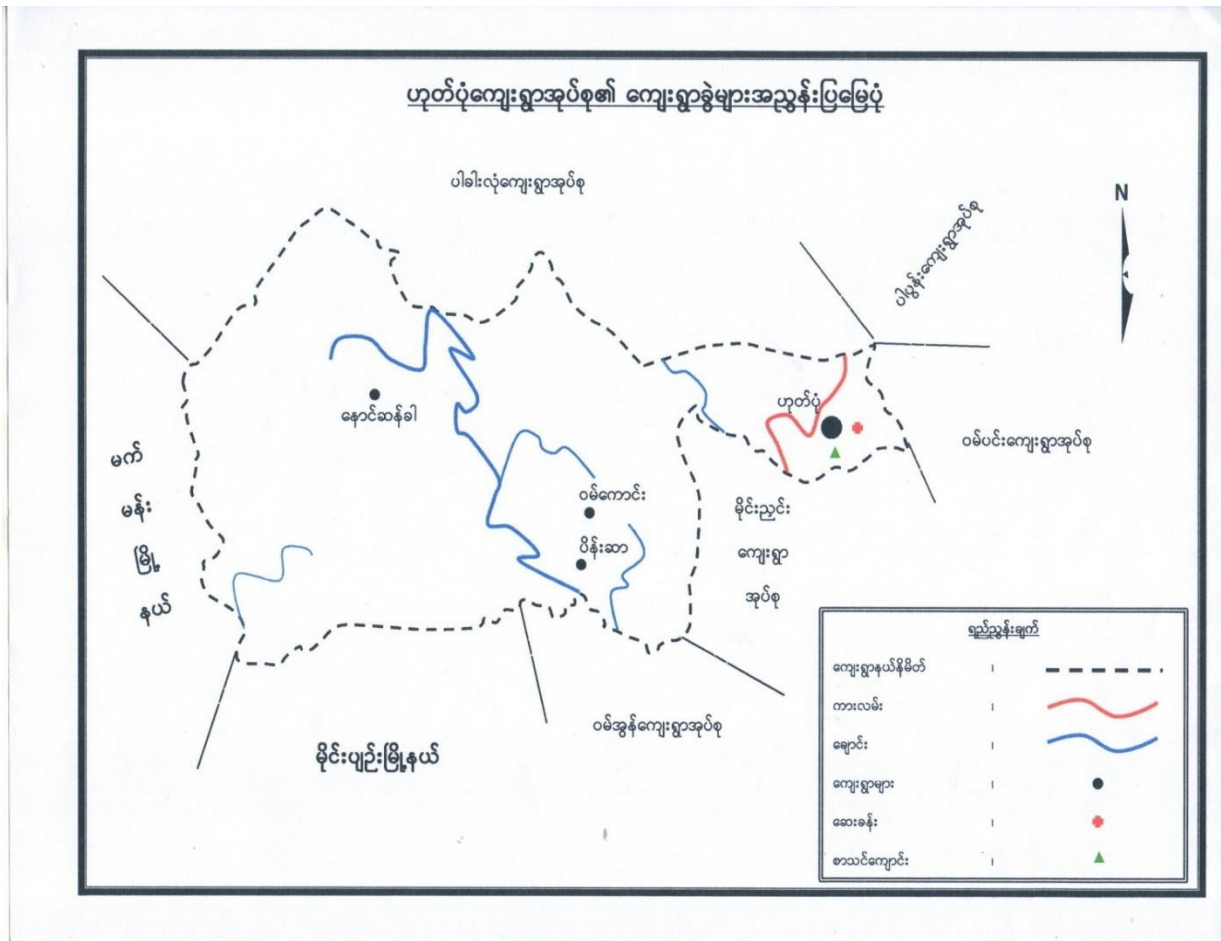 ဟုတ်ပုံကျေးရွာအုပ်စု၏ ကျေးရွာခွဲများအညွှန်းပြမြေပုံ
ပါခါးလုံကျေးရွာအုပ်စု
N
ပါပွန်းကျေးရွာအုပ်စု
ဟုတ်ပုံ
နောင်ဆန်ခါ
ဝမ်ပင်းကျေးရွာအုပ်စု
မက်
မန်း
မြို့
နယ်
ဝမ်ကောင်း
ပိန်းဆာ
မိုင်းညှင်း
ကျေးရွာ
အုပ်စု
ဝမ်အွန်ကျေးရွာအုပ်စု
မိုင်းပျဉ်းမြို့နယ်
ရည်ညွှန်းချက်
ကျေးရွာနယ်နိမိတ် ၊
ကားလမ်း ၊
ချောင်း ၊
ကျေးရွာများ ၊
ဆေးခန်း ၊
စာသင်ကျောင်း ၊